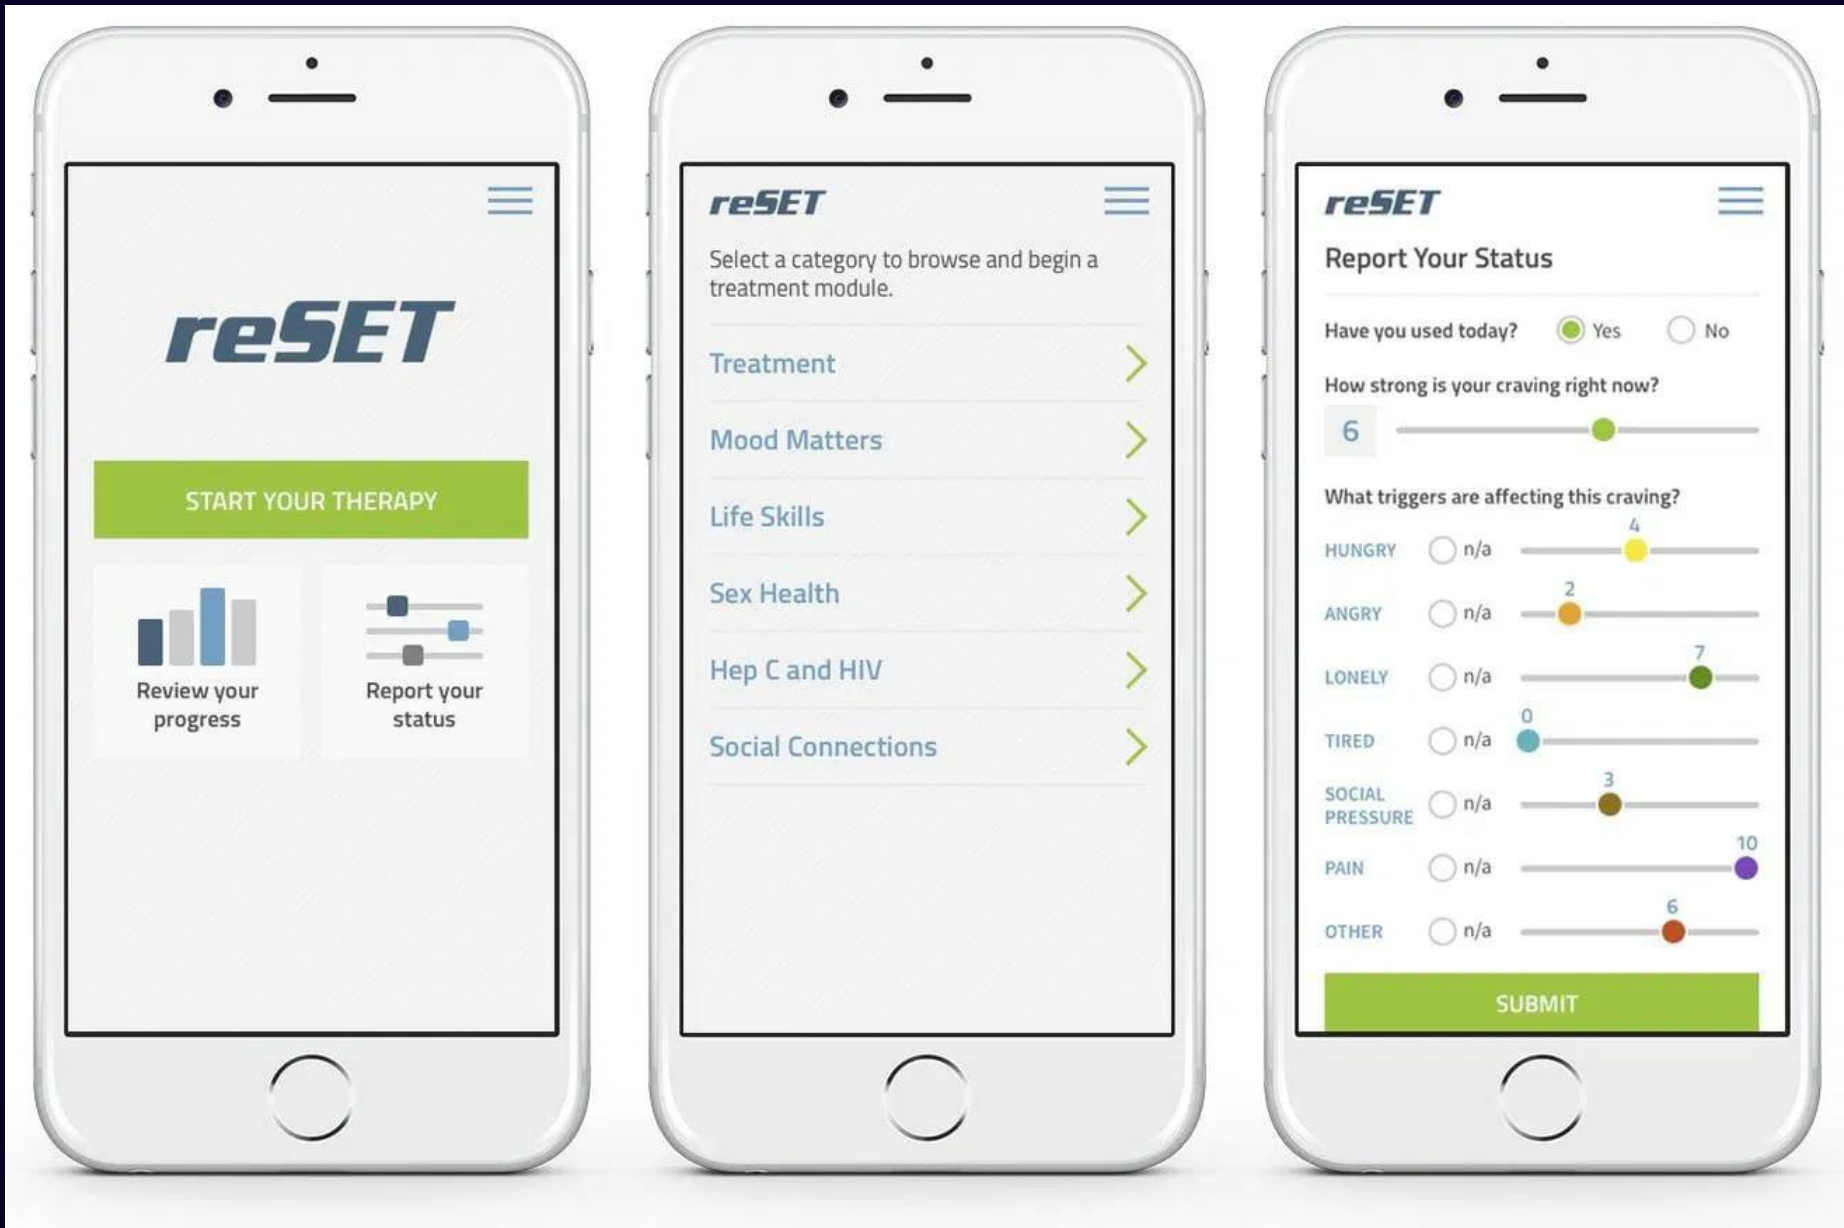 reSET
START YOUR THERAPY
Review your
progress
Report your
status
reSET
Select a category to browse and begin a
treatment module.
Treatment
Mood Matters
Life Skills
Sex Health
Hep C and HIV
Social Connections
reSET
Report Your Status
Have you used today? Yes No
How strong is your craving right now?
6
What triggers are affecting this craving?
4
HUNGRY n/a
2
ANGRY n/a
7
LONELY n/a
0
TIRED n/a
3
SOCIAL
PRESSURE n/a
10
PAIN n/a
6
OTHER n/a
SUBMIT